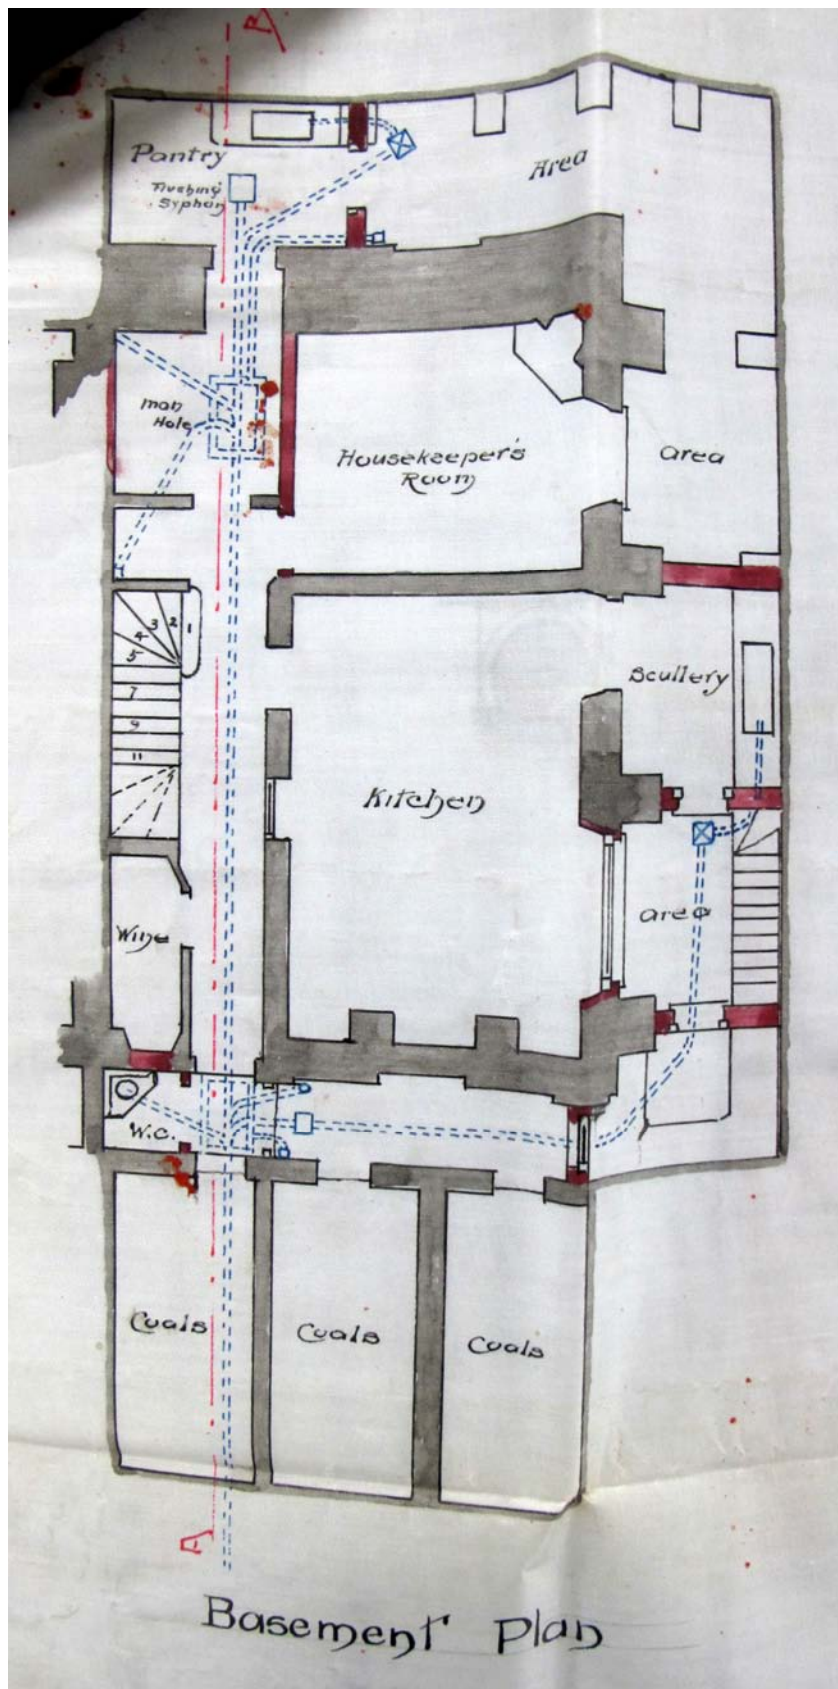 A
Pantry
Area
Flushing
Syphon
Man
Hole
Housekeeper's
Room
area
1
2
3
4
5
7
9
11
Scullery
Kitchen
area
Wine
W.C.
Coals
Coals
Coals
A
Basement Plan